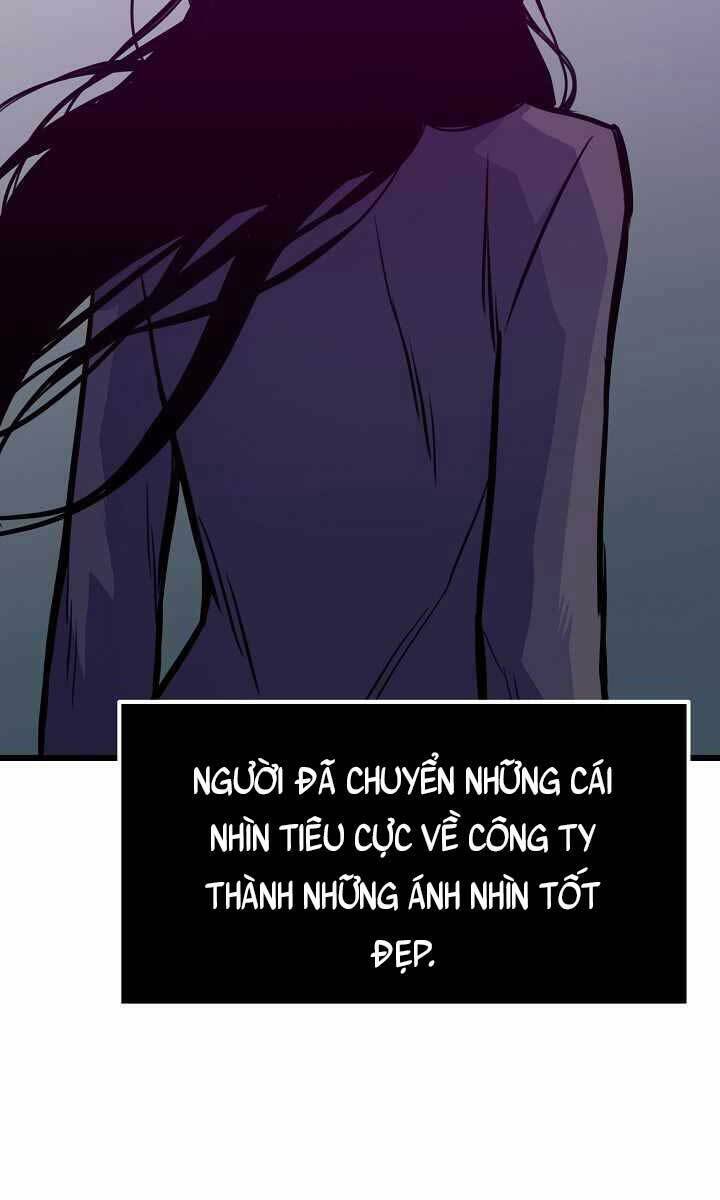 NGƯỜI ĐÃ CHUYỂN NHỮNG CÁI
NHÌN TIÊU CỰC VỀ CÔNG TY
THÀNH NHỮNG ÁNH NHÌN TỐT
ĐẸP.